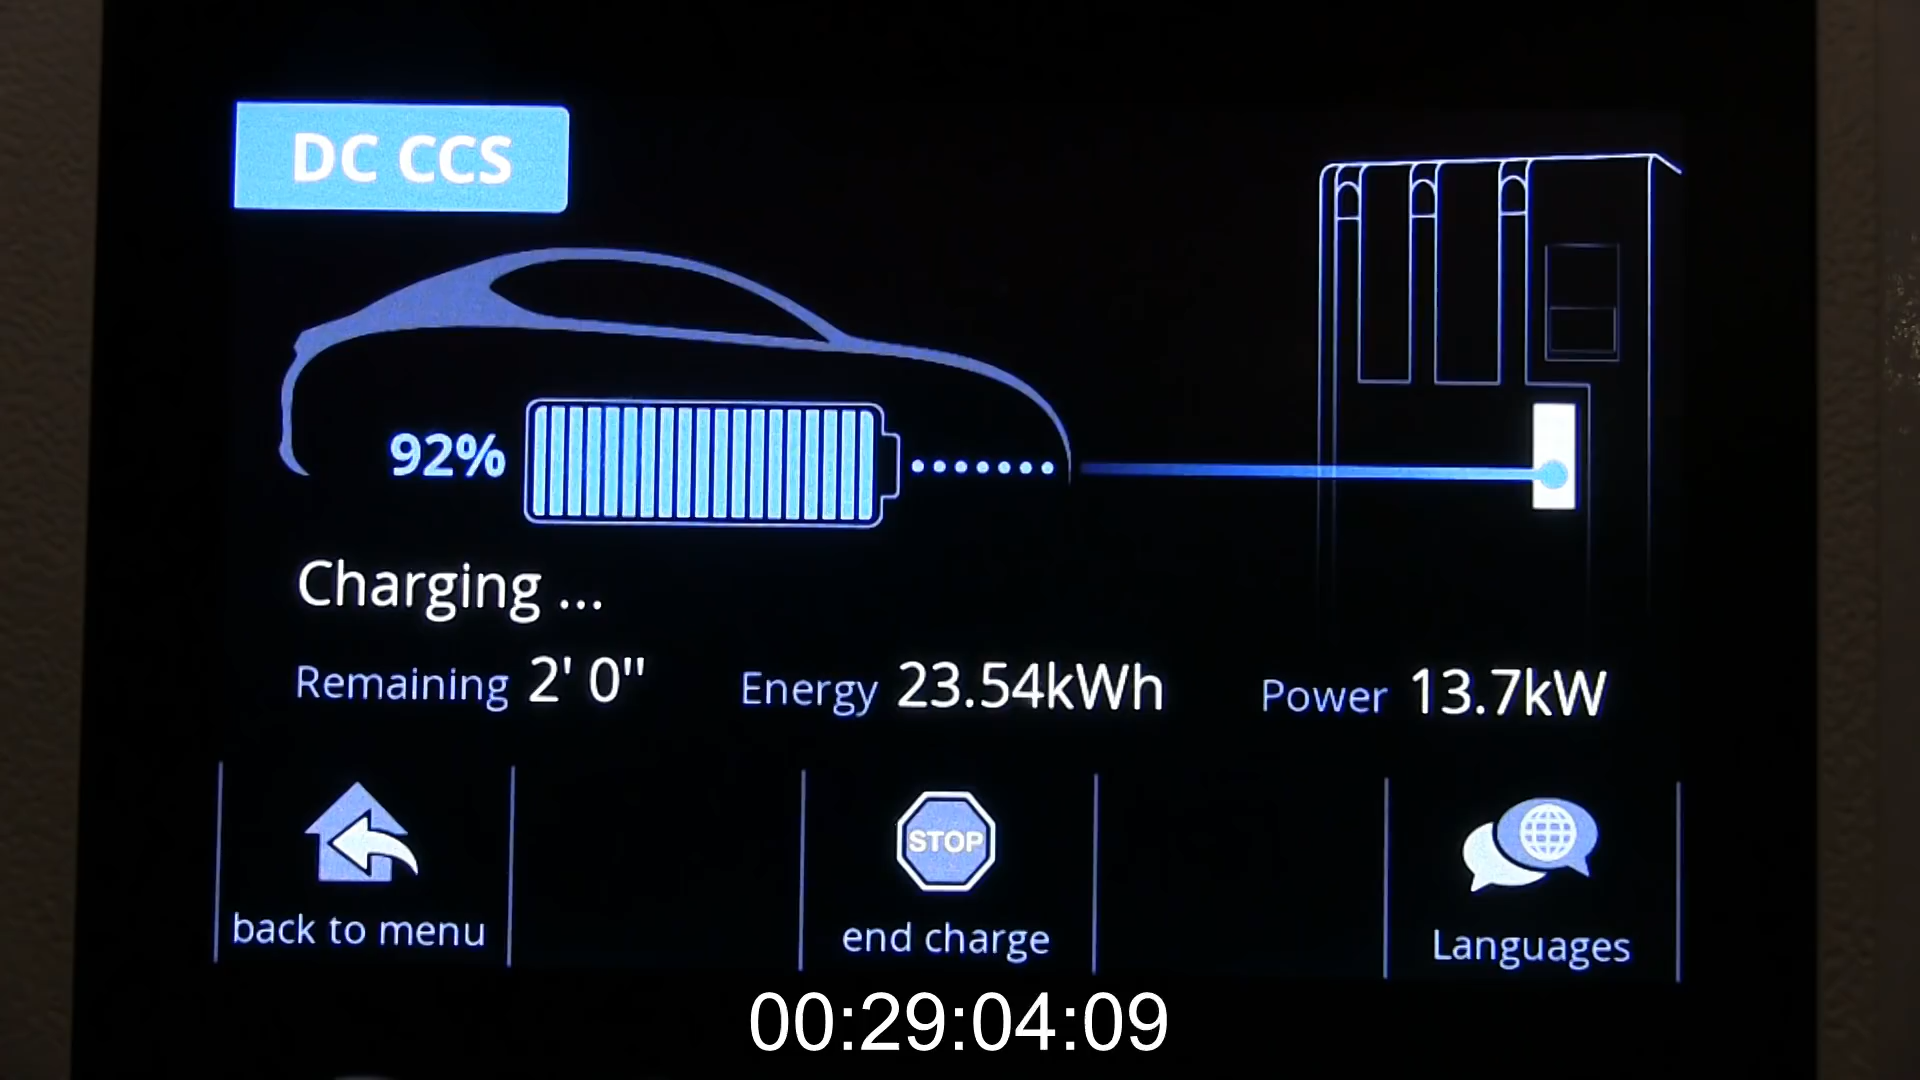 DC CCS
92%
Charging ...
Remaining 2' 0" Energy 23.54kWh Power 13.7kW
STOP
back to menu end charge Languages
00:29:04:09